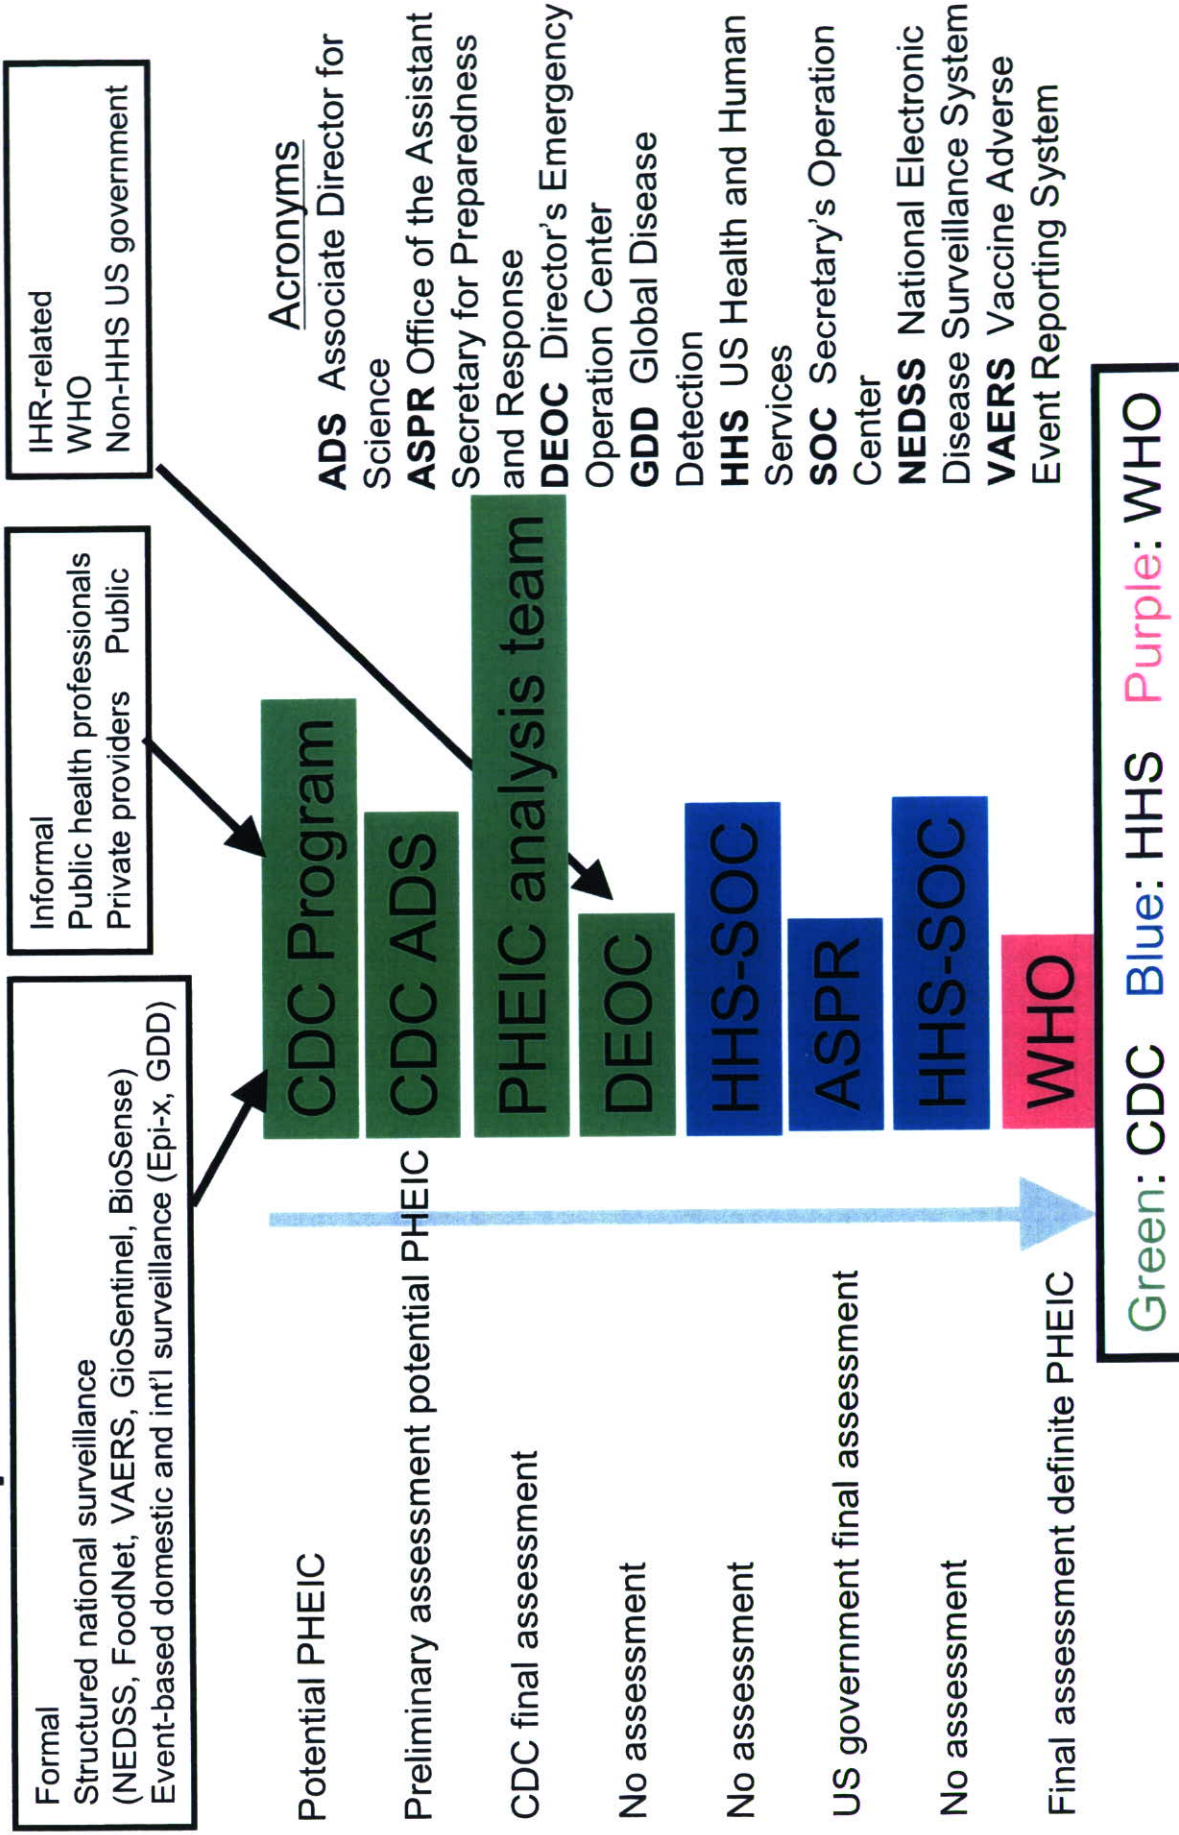 Formal
Structured national surveillance
(NEDSS, FoodNet, VAERS, GioSentinel, BioSense)
Event-based domestic and int'l surveillance (Epi-x, GDD)
Informal
Public health professionals
Private providers Public
IHR-related
WHO
Non-HHS US government
Potential PHEIC
Preliminary assessment potential PHEIC
CDC final assessment
No assessment
No assessment
US government final assessment
No assessment
Final assessment definite PHEIC
CDC Program
CDC ADS
PHEIC analysis team
DEOC
HHS-SOC
ASPR
HHS-SOC
WHO
Acronyms
ADS Associate Director for
Science
ASPR Office of the Assistant
Secretary for Preparedness
and Response
DEOC Director's Emergency
Operation Center
GDD Global Disease
Detection
HHS US Health and Human
Services
SOC Secretary's Operation
Center
NEDSS National Electronic
Disease Surveillance System
VAERS Vaccine Adverse
Event Reporting System
Green: CDC Blue: HHS Purple: WHO